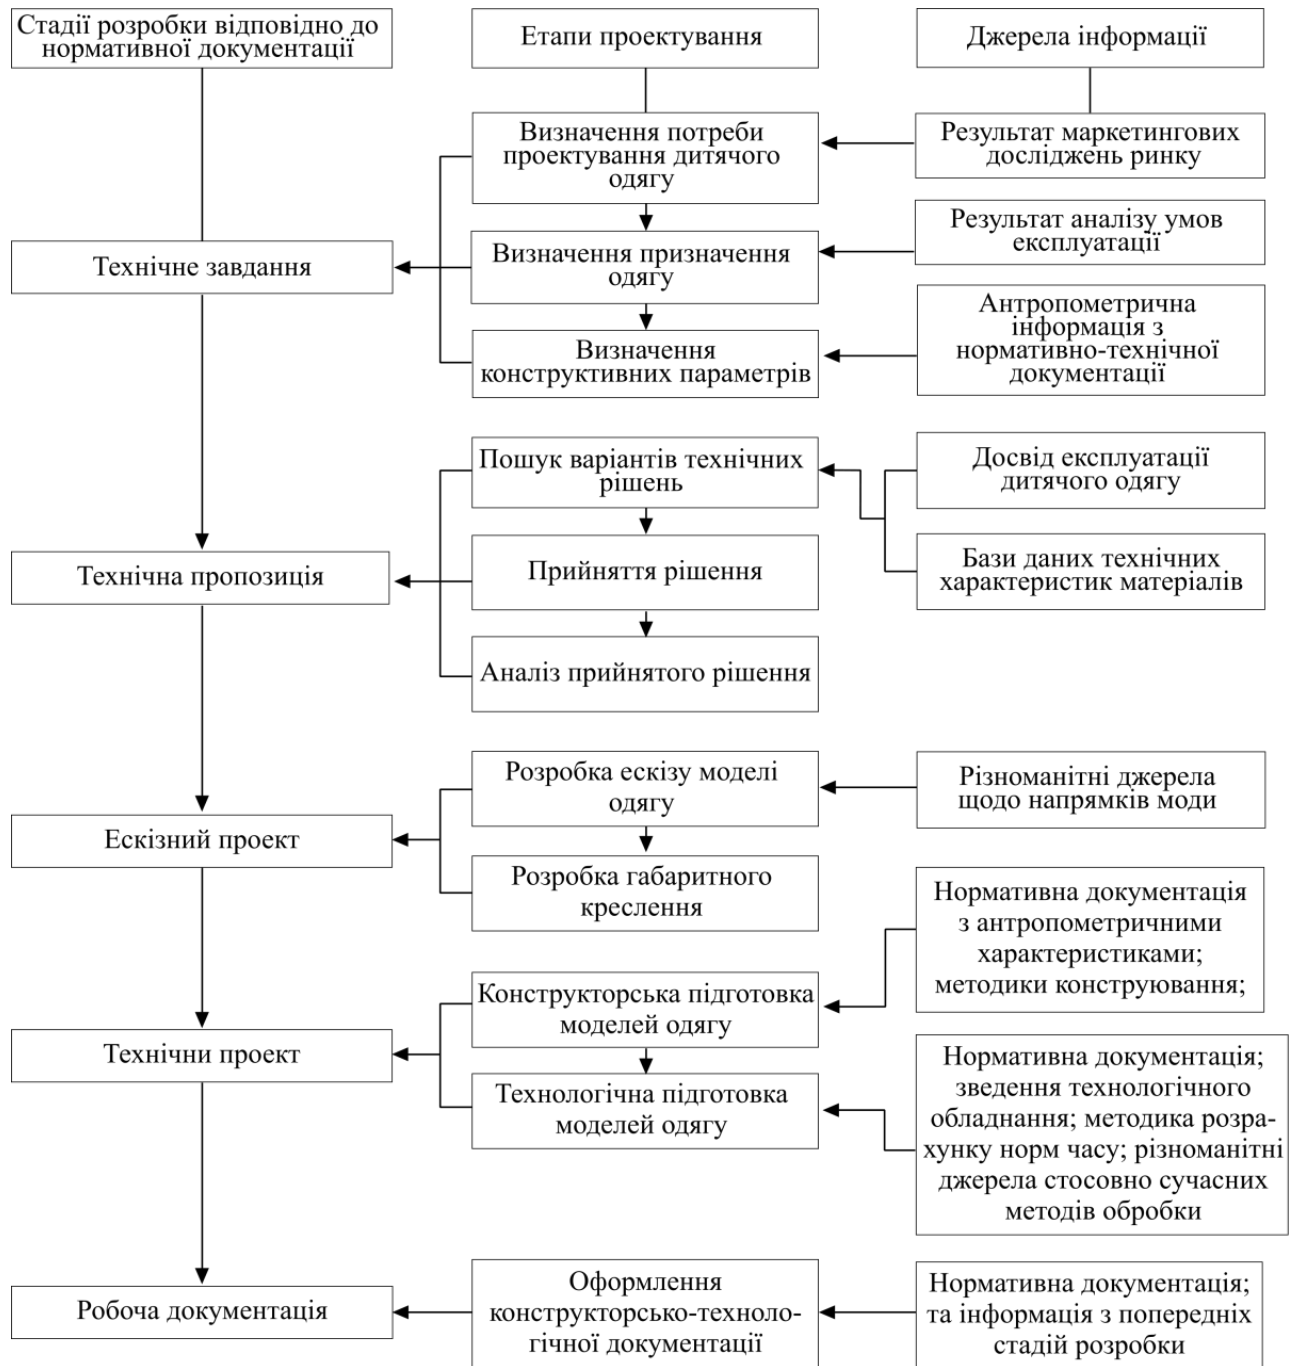 Стадії розробки відповідно до
нормативної документації
Етапи проектування
Джерела інформації
Визначення потреби
проектування дитячого
одягу
Результат маркетингових
досліджень ринку
Технічне завдання
Визначення призначення
одягу
Результат аналізу умов
експлуатації
Визначення
конструктивних параметрів
Антропометрична
інформація з
нормативно-технічної
документації
Пошук варіантів технічних
рішень
Досвід експлуатації
дитячого одягу
Технічна пропозиція
Прийняття рішення
Бази даних технічних
характеристик матеріалів
Аналіз прийнятого рішення
Ескізний проект
Розробка ескізу моделі
одягу
Різноманітні джерела
щодо напрямків моди
Розробка габаритного
креслення
Нормативна документація
з антропометричними
характеристиками;
методики конструювання;
Технічни проект
Конструкторська підготовка
моделей одягу
Технологічна підготовка
моделей одягу
Нормативна документація;
зведення технологічного
обладнання; методика розра-
хунку норм часу; різноманітні
джерела стосовно сучасних
методів обробки
Робоча документація
Оформлення
конструкторсько-техноло-
гічної документації
Нормативна документація;
та інформація з попередніх
стадій розробки